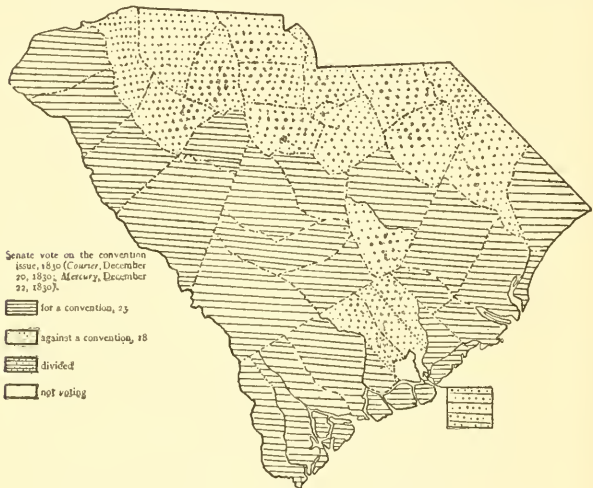 Senate vote on the convention
issue, 1830 (Courier, December
20, 1830; Mercury, December
22, 1830).
for a convention, 23
against a convention, 18
divided
not voting